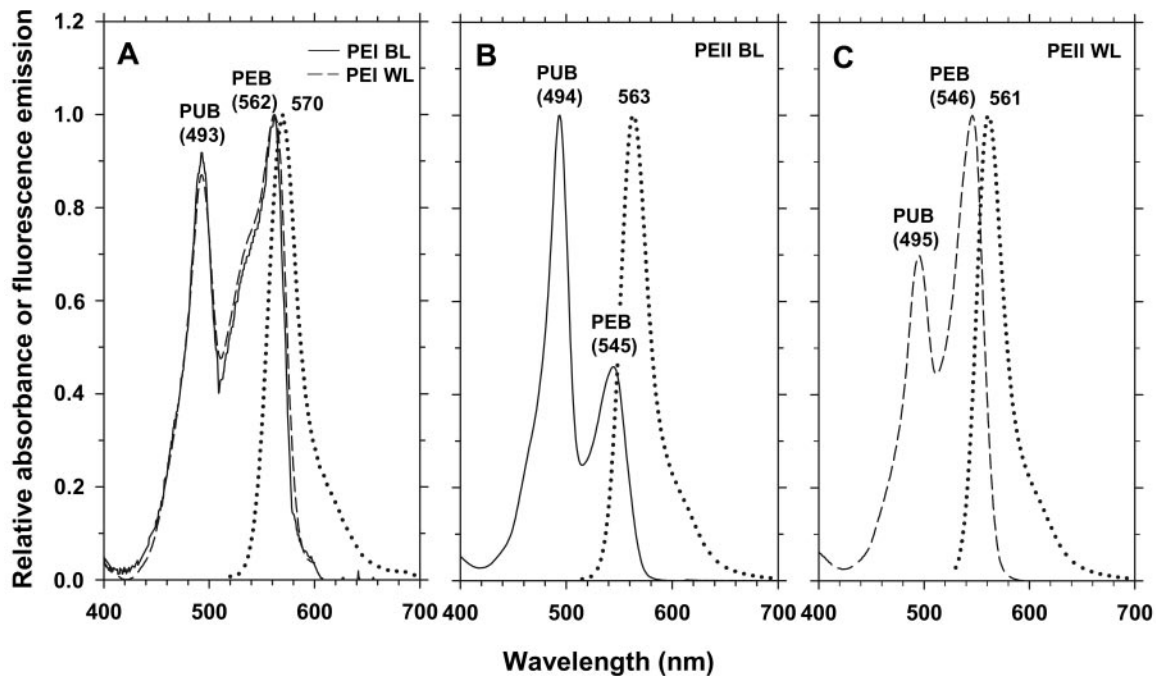 Relative absorbance or fluorescence emission
1.2
1.0
0.8
0.6
0.4
0.2
0.0
A
PEI BL
PEI WL
PUB
(493)
PEB
(562)
570
400 500 600 700
B
PEII BL
PUB
(494)
563
PEB
(545)
400 500 600 700
C
PEII WL
PEB
(546)
561
PUB
(495)
400 500 600 700
Wavelength (nm)